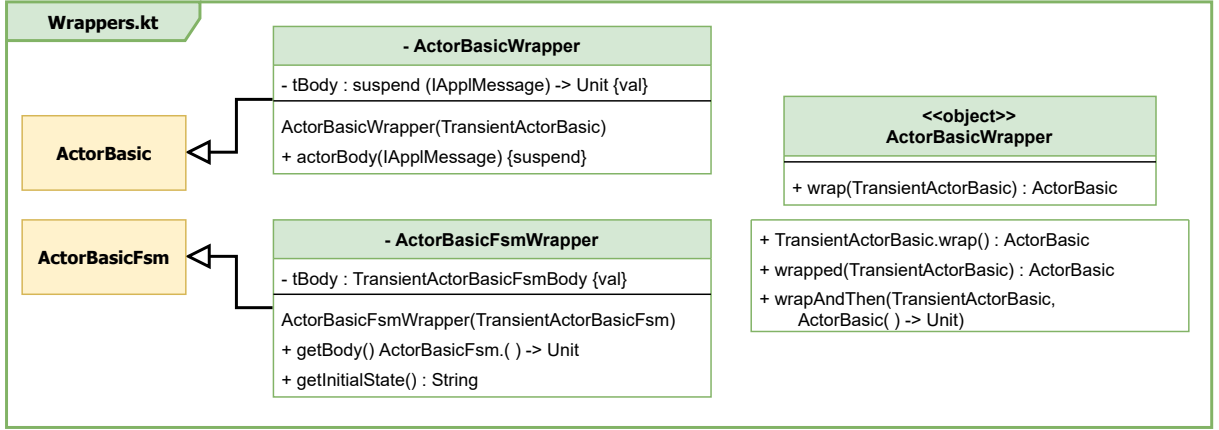 Wrappers.kt
- ActorBasicWrapper
- tBody : suspend (IApplMessage) -> Unit {val}
ActorBasicWrapper(TransientActorBasic)
+ actorBody(IApplMessage) {suspend}
ActorBasic
<<object>>
ActorBasicWrapper
+ wrap(TransientActorBasic) : ActorBasic
ActorBasicFsm
- ActorBasicFsmWrapper
- tBody : TransientActorBasicFsmBody {val}
ActorBasicFsmWrapper(TransientActorBasicFsm)
+ getBody() ActorBasicFsm.( ) -> Unit
+ getInitialState() : String
+ TransientActorBasic.wrap() : ActorBasic
+ wrapped(TransientActorBasic) : ActorBasic
+ wrapAndThen(TransientActorBasic,
ActorBasic( ) -> Unit)